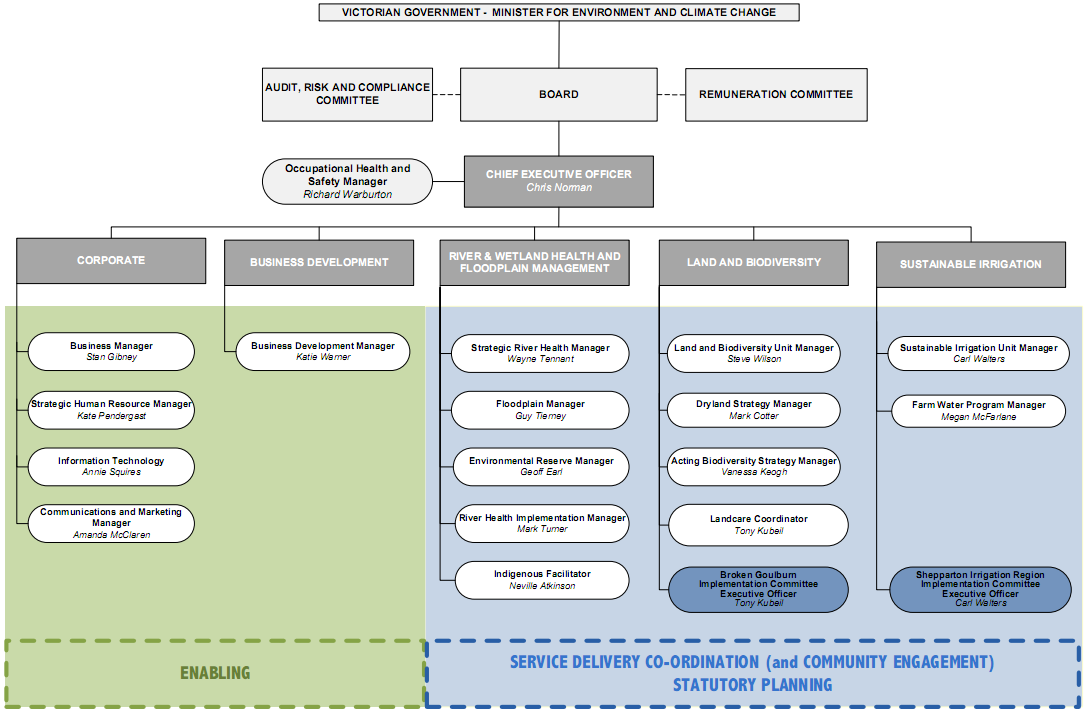 VICTORIAN GOVERNMENT - MINISTER FOR ENVIRONMENT AND CLIMATE CHANGE
AUDIT, RISK AND COMPLIANCE
COMMITTEE
BOARD
REMUNERATION COMMITTEE
Occupational Health and
Safety Manager
Richard Warburton
CHIEF EXECUTIVE OFFICER
Chris Norman
CORPORATE
BUSINESS DEVELOPMENT
RIVER & WETLAND HEALTH AND
FLOODPLAIN MANAGEMENT
LAND AND BIODIVERSITY
SUSTAINABLE IRRIGATION
Business Manager
Stan Gibney
Strategic Human Resource Manager
Kate Pendergast
Information Technology
Annie Squires
Communications and Marketing
Manager
Amanda McClaren
Business Development Manager
Katie Warner
Strategic River Health Manager
Wayne Tennant
Floodplain Manager
Guy Tierney
Environmental Reserve Manager
Geoff Earl
River Health Implementation Manager
Mark Turner
Indigenous Facilitator
Neville Atkinson
Land and Biodiversity Unit Manager
Steve Wilson
Dryland Strategy Manager
Mark Cotter
Acting Biodiversity Strategy Manager
Vanessa Keogh
Landcare Coordinator
Tony Kubeil
Broken Goulburn
Implementation Committee
Executive Officer
Tony Kubeil
Sustainable Irrigation Unit Manager
Carl Walters
Farm Water Program Manager
Megan McFarlane
Shepparton Irrigation Region
Implementation Committee
Executive Officer
Carl Walters
ENABLING
SERVICE DELIVERY CO-ORDINATION (and COMMUNITY ENGAGEMENT)
STATUTORY PLANNING